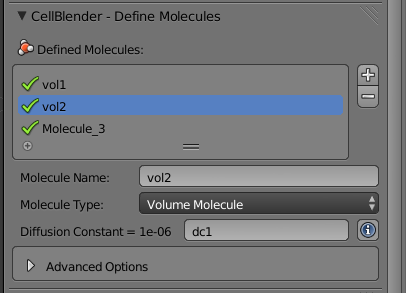 CellBlender - Define Molecules
Defined Molecules:
vol1
vol2
Molecule_3
Molecule Name: vol2
Molecule Type: Volume Molecule
Diffusion Constant = 1e-06 dc1
Advanced Options